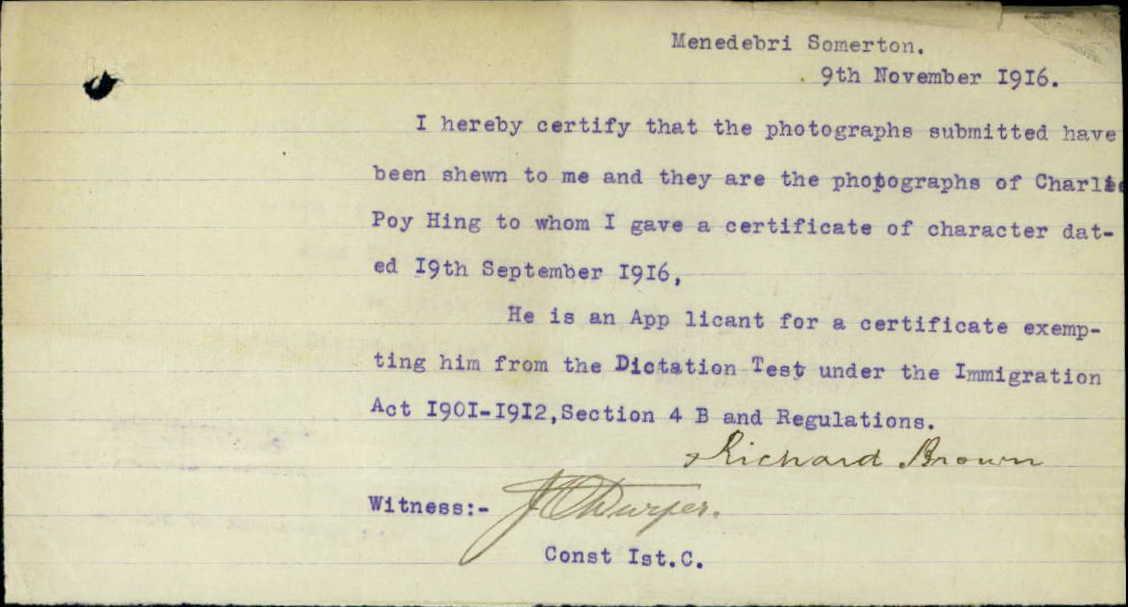 Menedebri Somerton.
9th November 1916.
I hereby certify that the photographs submitted have
been shewn to me and they are the photographs of Charlie
Poy Hing to whom I gave a certificate of character dat-
ed 19th September 1916,
He is an App licant for a certificate exemp-
ting him from the Dictation Test under the Immigration
Act 1901-1912,Section 4 B and Regulations.
Richard Brown
Witness:-
Const Ist.C.